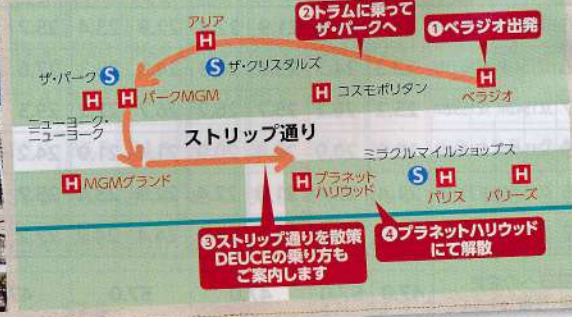 ❷トラムに乗って
ザ・パークへ
❶ベラジオ出発
アリア
H
S ザ・クリスタルズ
ザ・パーク S
H
H パークMGM
H コスモポリタン
H
ベラジオ
ニューヨーク・
ニューヨーク
ストリップ通り
ミラクルマイルショップス
H MGMグランド
H プラネット
ハリウッド
S H
パリス
H
バリーズ
❸ストリップ通りを散策
DEUCEの乗り方も
ご案内します
❹プラネットハリウッド
にて解散